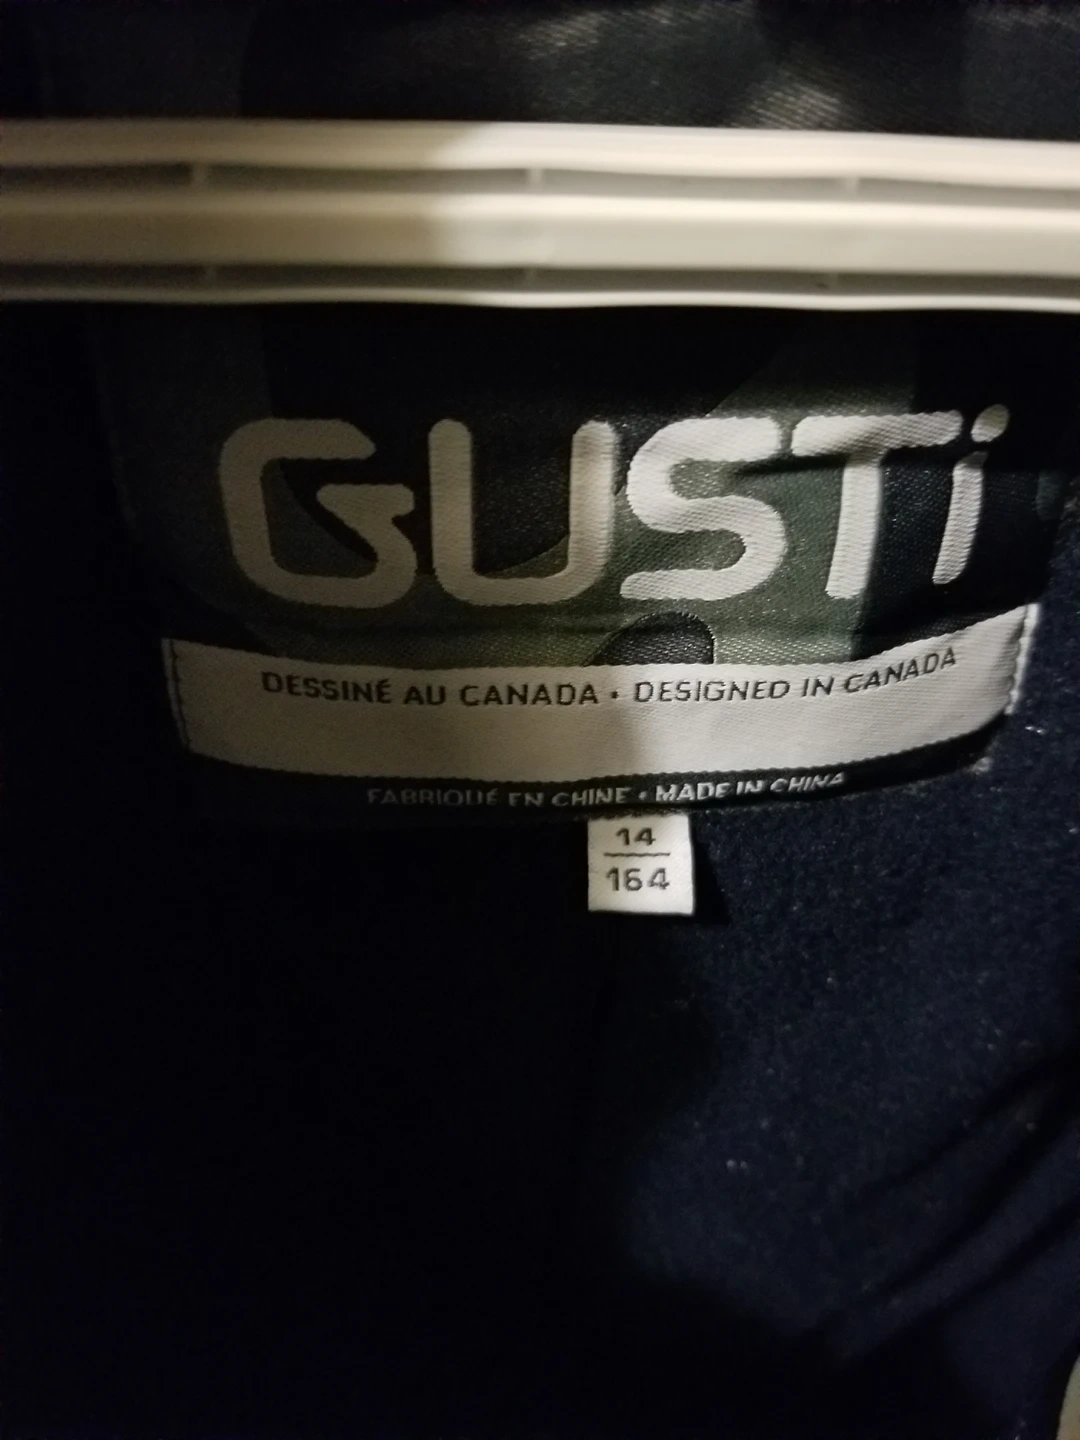 GUSTi
DESSINÉ AU CANADA • DESIGNED IN CANADA
FABRIQUÉ EN CHINE • MADE IN CHINA
14
164